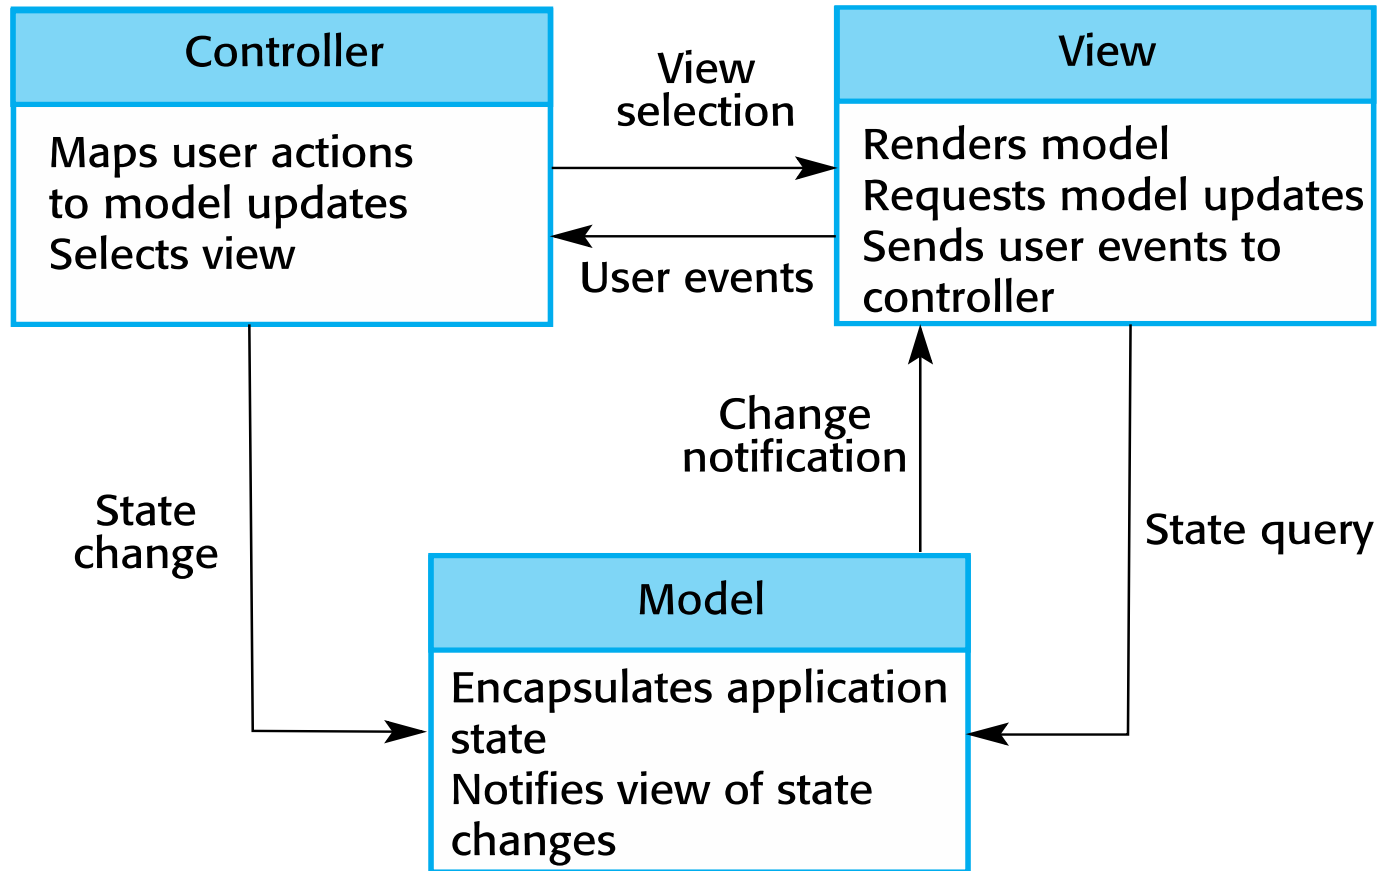 Controller
Maps user actions
to model updates
Selects view
View
selection
User events
View
Renders model
Requests model updates
Sends user events to
controller
State
change
Change
notification
State query
Model
Encapsulates application
state
Notifies view of state
changes